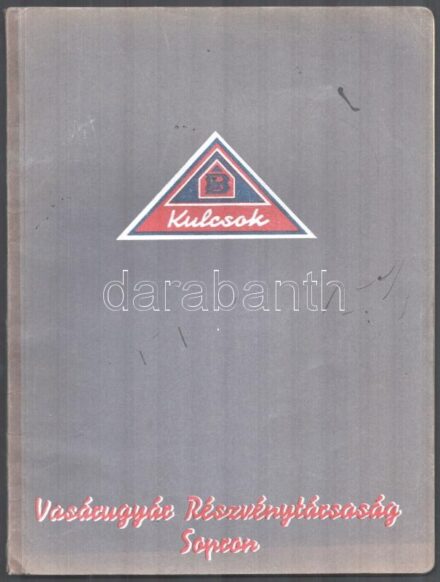 B
Kulcsok
darabanth
Vasárugyár Részvénytársaság
Sopron